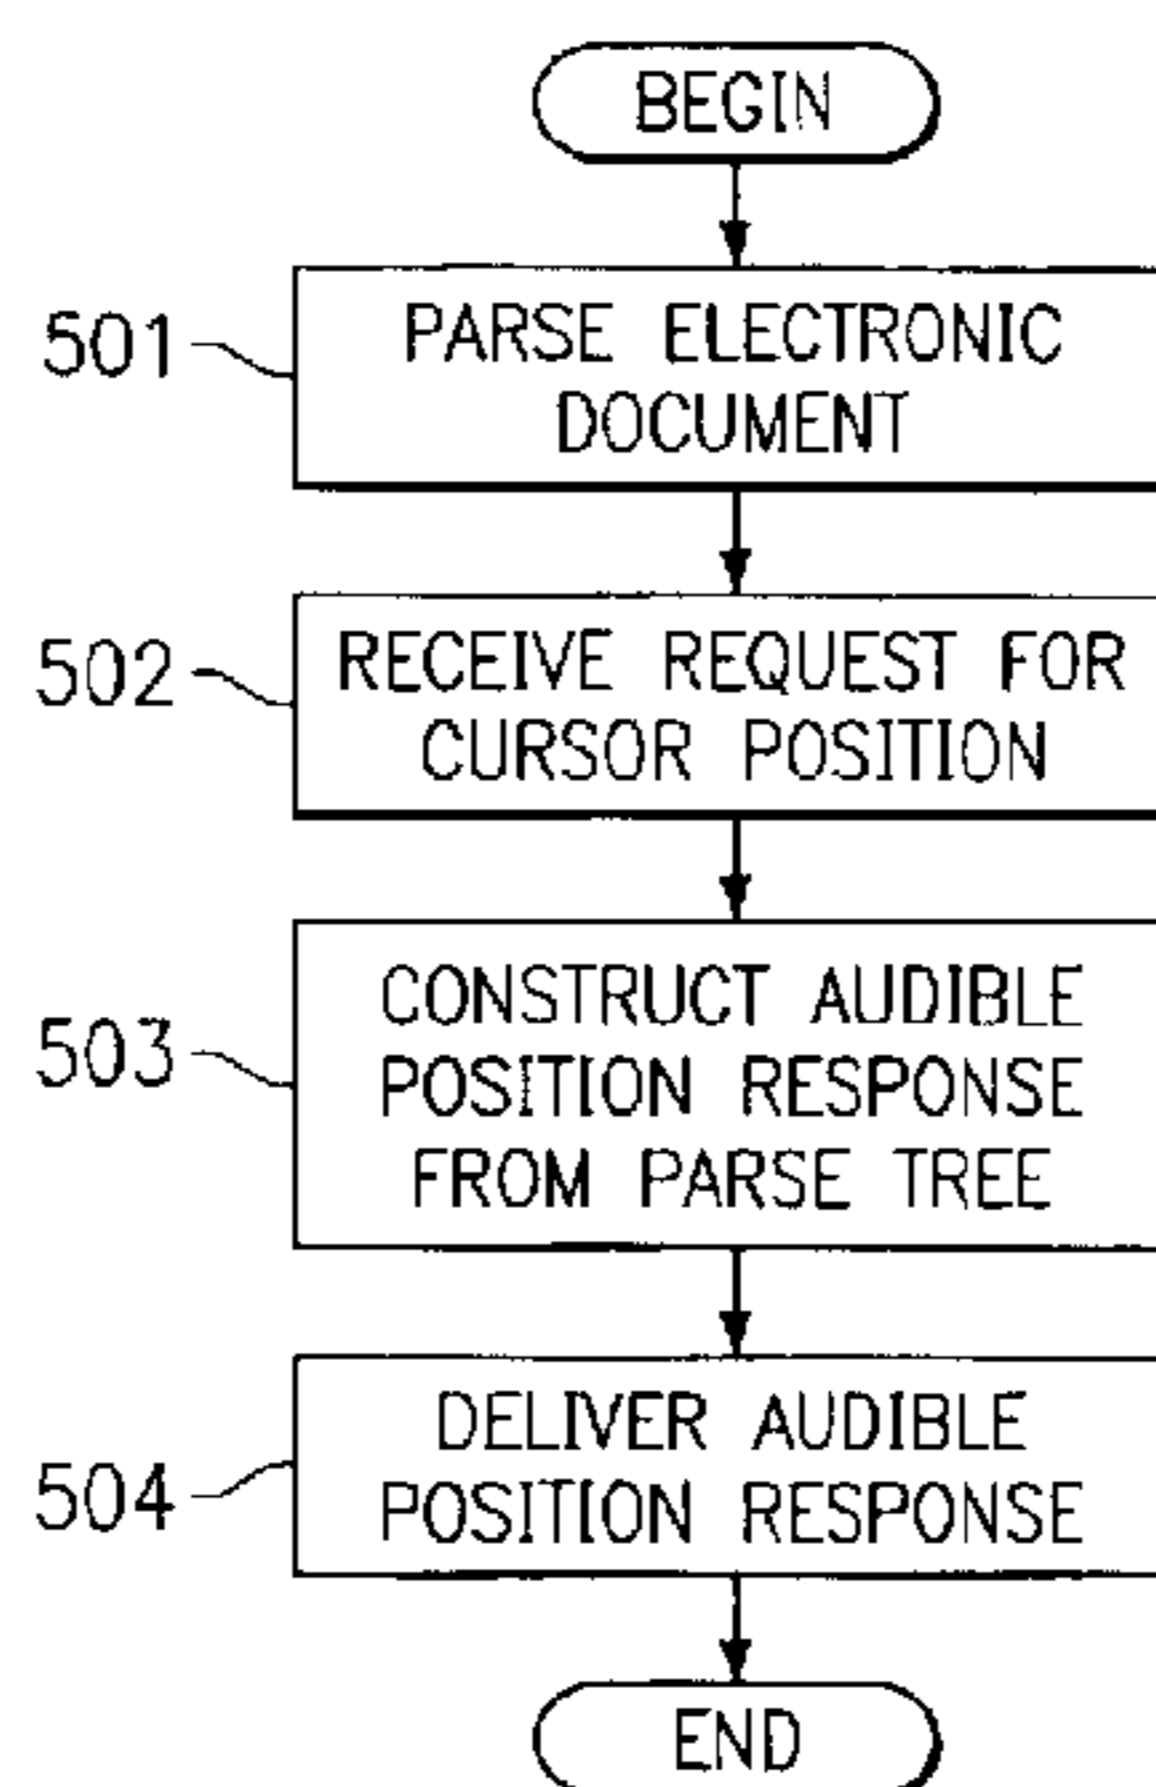 BEGIN
501
PARSE ELECTRONIC
DOCUMENT
502
RECEIVE REQUEST FOR
CURSOR POSITION
503
CONSTRUCT AUDIBLE
POSITION RESPONSE
FROM PARSE TREE
504
DELIVER AUDIBLE
POSITION RESPONSE
END